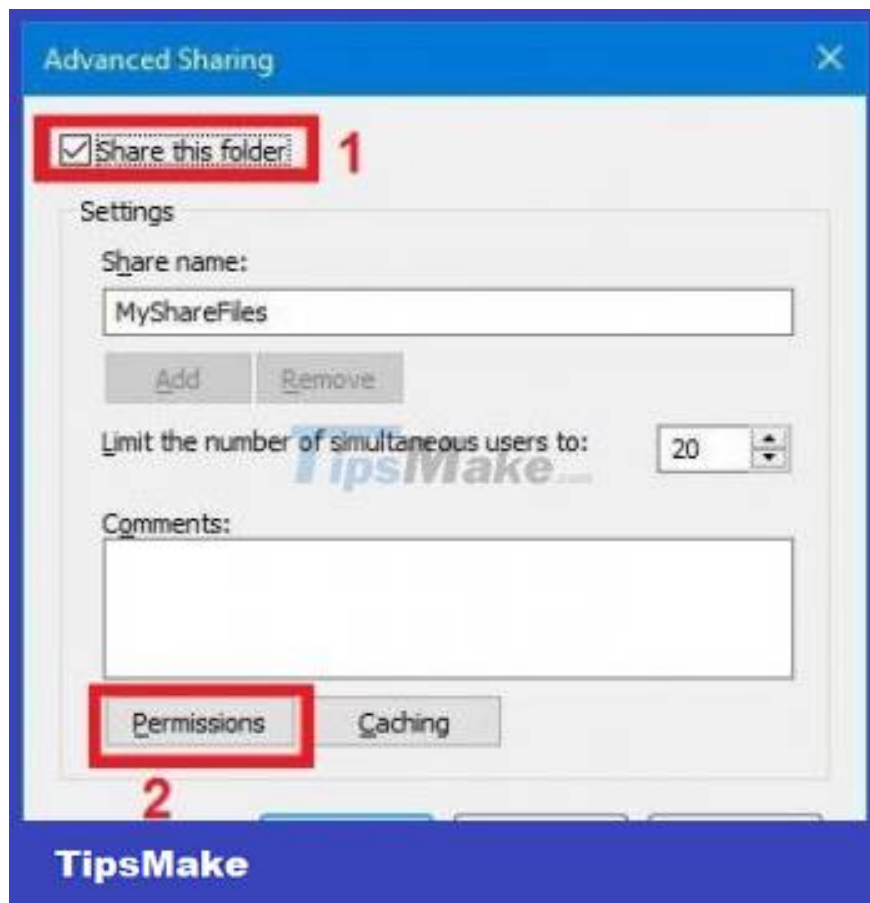 Advanced Sharing
Share this folder
1
Settings
Share name:
MyShareFiles
Add Remove
Limit the number of simultaneous users to: 20
TipsMake
Comments:
Permissions Caching
2
TipsMake